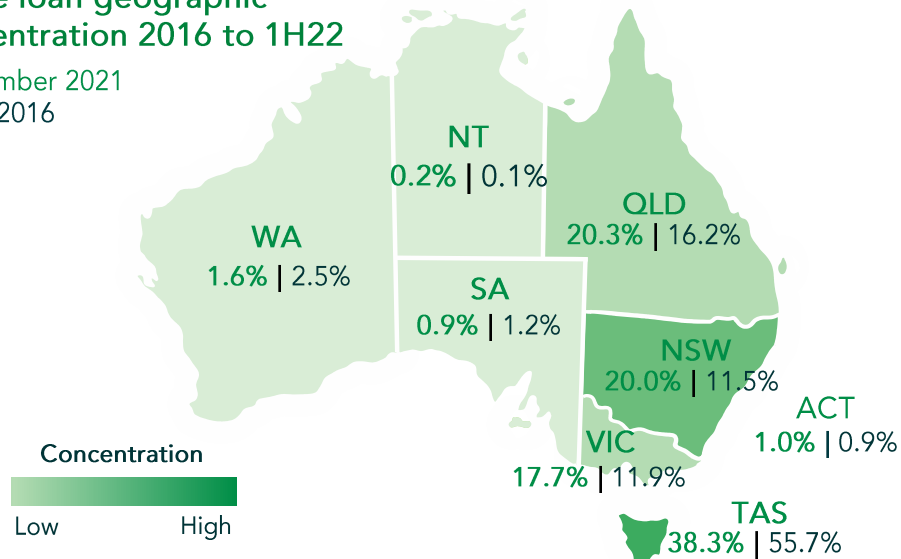 loan geographic
entration 2016 to 1H22
mber 2021
2016
NT
0.2% | 0.1%
QLD
20.3% | 16.2%
WA
1.6% | 2.5%
SA
0.9% | 1.2%
NSW
20.0% | 11.5%
ACT
1.0% | 0.9%
VIC
17.7% | 11.9%
Concentration
Low High
TAS
38.3% | 55.7%